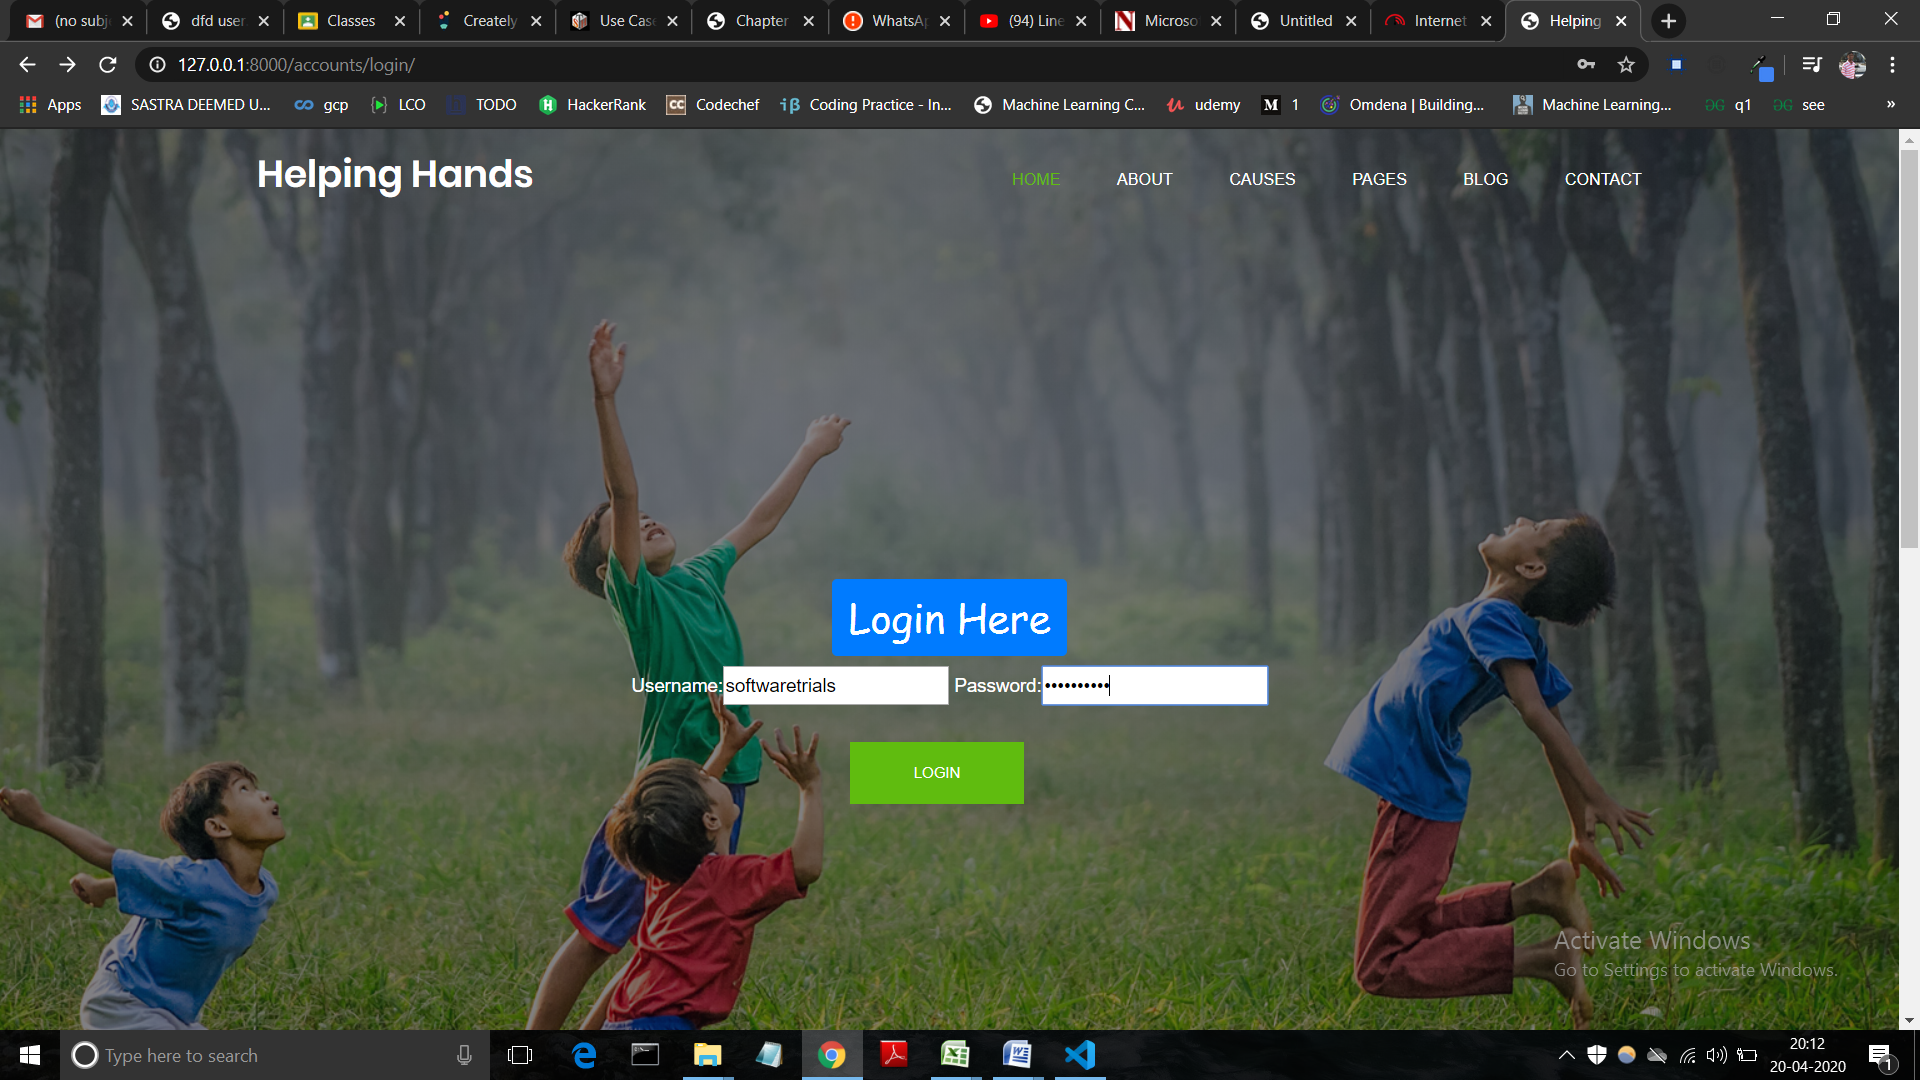 (no subj
dfd user
Classes
Creately
Use Cas
Chapter
WhatsAp
(94) Line
Microso
Untitled
Internet
Helping
127.0.0.1:8000/accounts/login/
Apps
SASTRA DEEMED U...
gcp
LCO
TODO
HackerRank
Codechef
Coding Practice - In...
Machine Learning C...
udemy
1
Omdena | Building...
Machine Learning...
q1
see
»
Helping Hands
HOME
ABOUT
CAUSES
PAGES
BLOG
CONTACT
Login Here
Username:softwaretrials Password:••••••••••
LOGIN
Activate Windows
Go to Settings to activate Windows.
Type here to search
20:12
20-04-2020
1